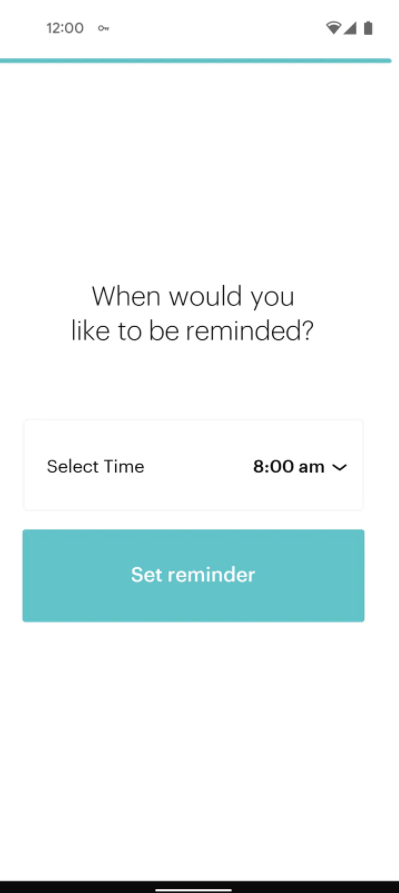 12:00
When would you
like to be reminded?
Select Time 8:00 am
Set reminder